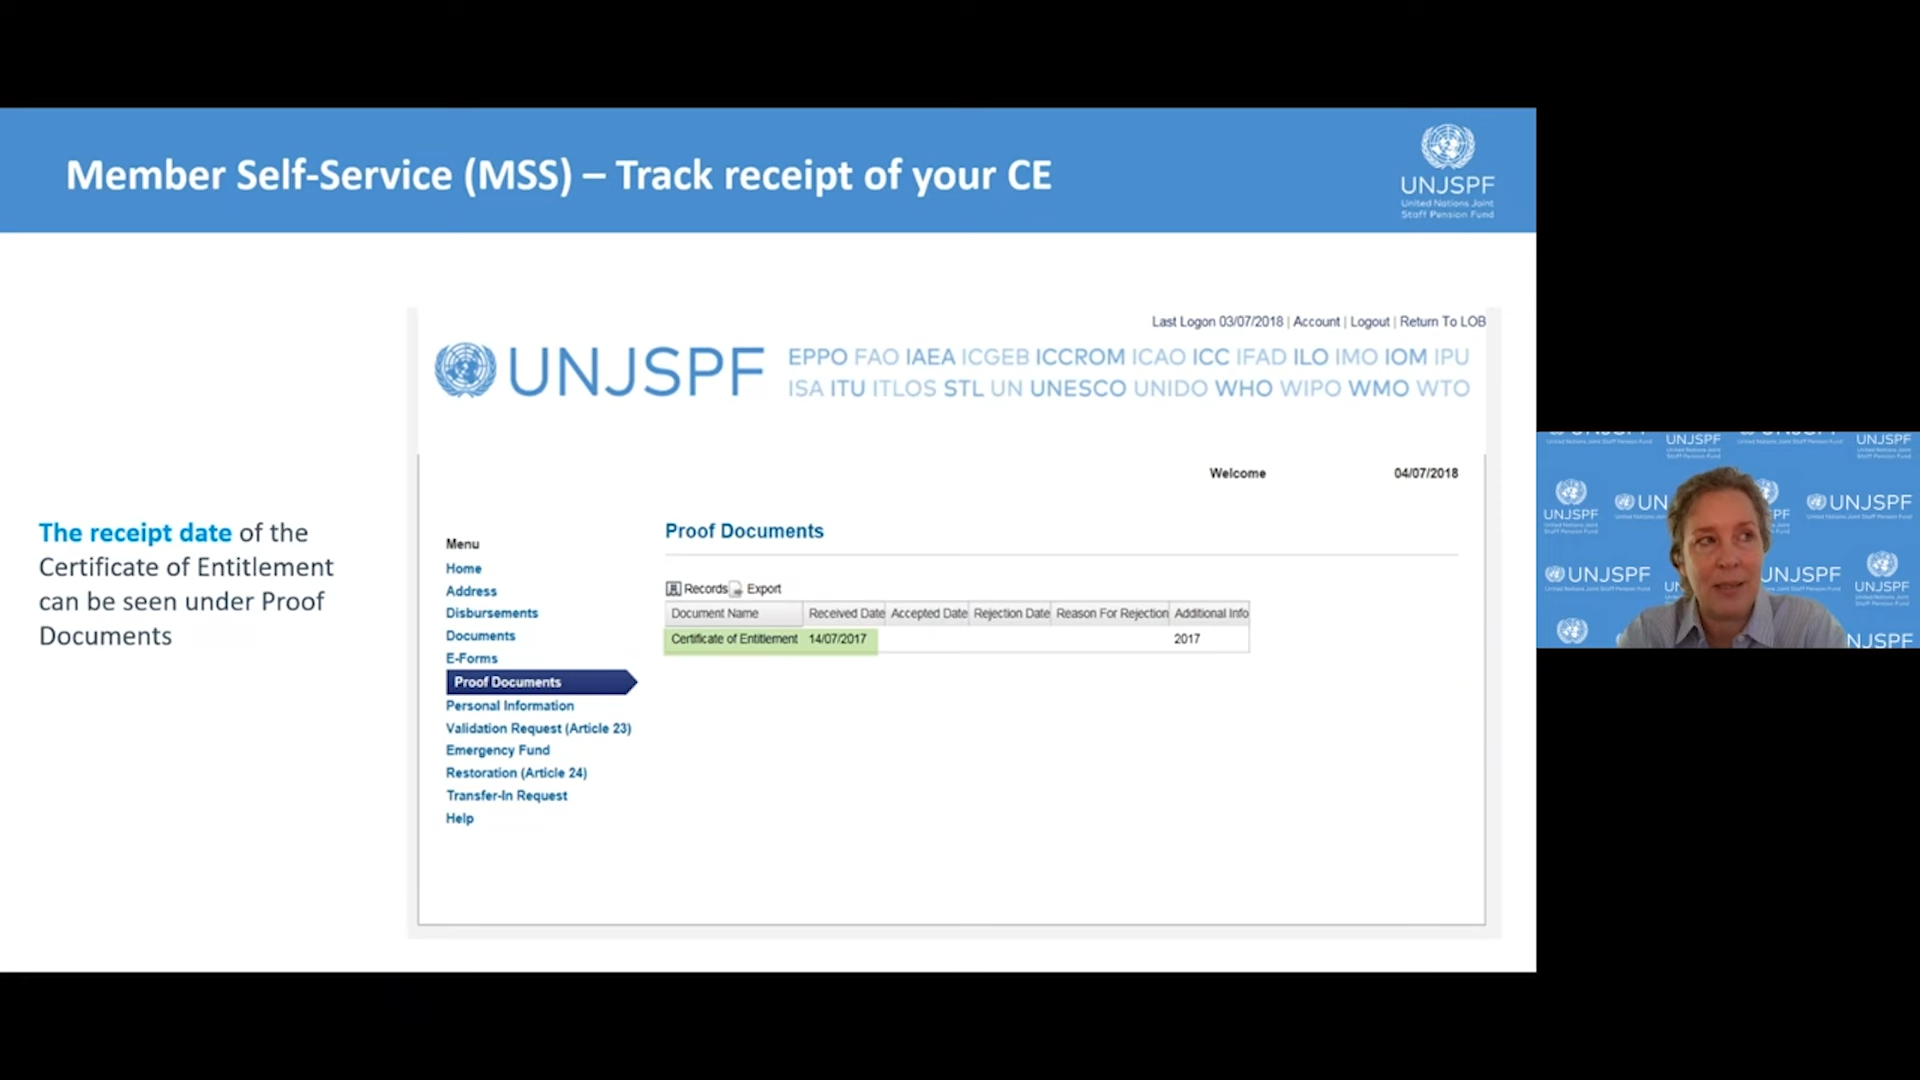 Member Self-Service (MSS) – Track receipt of your CE
UNJSPF
United Nations Joint
Staff Pension Fund
The receipt date of the
Certificate of Entitlement
can be seen under Proof
Documents
Last Logon 03/07/2018 | Account | Logout | Return To LOB
UNJSPF
EPPO FAO IAEA ICGEB ICCROM ICAO ICC IFAD ILO IMO IOM IPU
ISA ITU ITLOS STL UN UNESCO UNIDO WHO WIPO WMO WTO
Welcome 04/07/2018
Menu
Home
Address
Disbursements
Documents
E-Forms
Proof Documents
Personal Information
Validation Request (Article 23)
Emergency Fund
Restoration (Article 24)
Transfer-In Request
Help
Proof Documents
Records Export
Document Name Received Date Accepted Date Rejection Date Reason For Rejection Additional Info
Certificate of Entitlement 14/07/2017 2017
UNJSPF UNJSPF
UNJSPF UN UNJSPF
UNJSPF UNJSPF UNJSPF
NJSPF